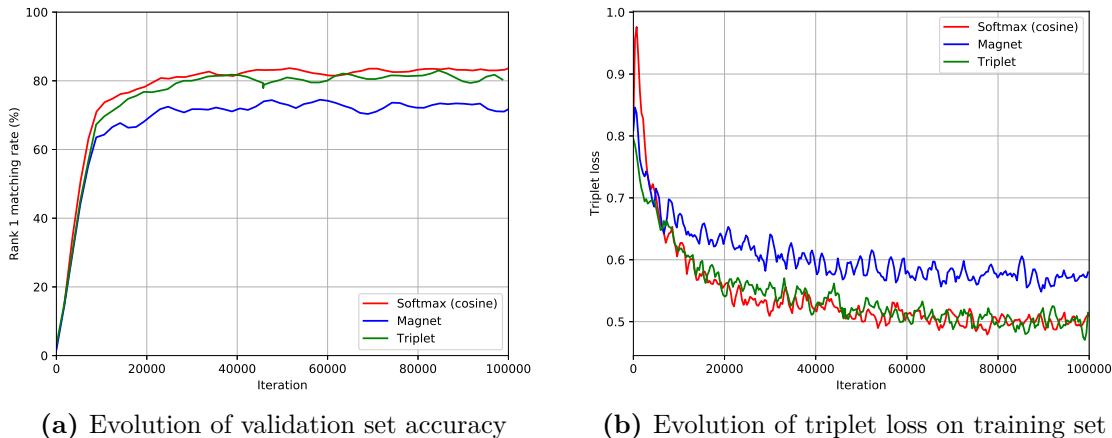 100
80
60
40
20
0
Rank 1 matching rate (%)
Softmax (cosine)
Magnet
Triplet
0 20000 40000 60000 80000 100000
Iteration
(a) Evolution of validation set accuracy
1.0
0.9
0.8
0.7
0.6
0.5
Triplet loss
Softmax (cosine)
Magnet
Triplet
0 20000 40000 60000 80000 100000
Iteration
(b) Evolution of triplet loss on training set